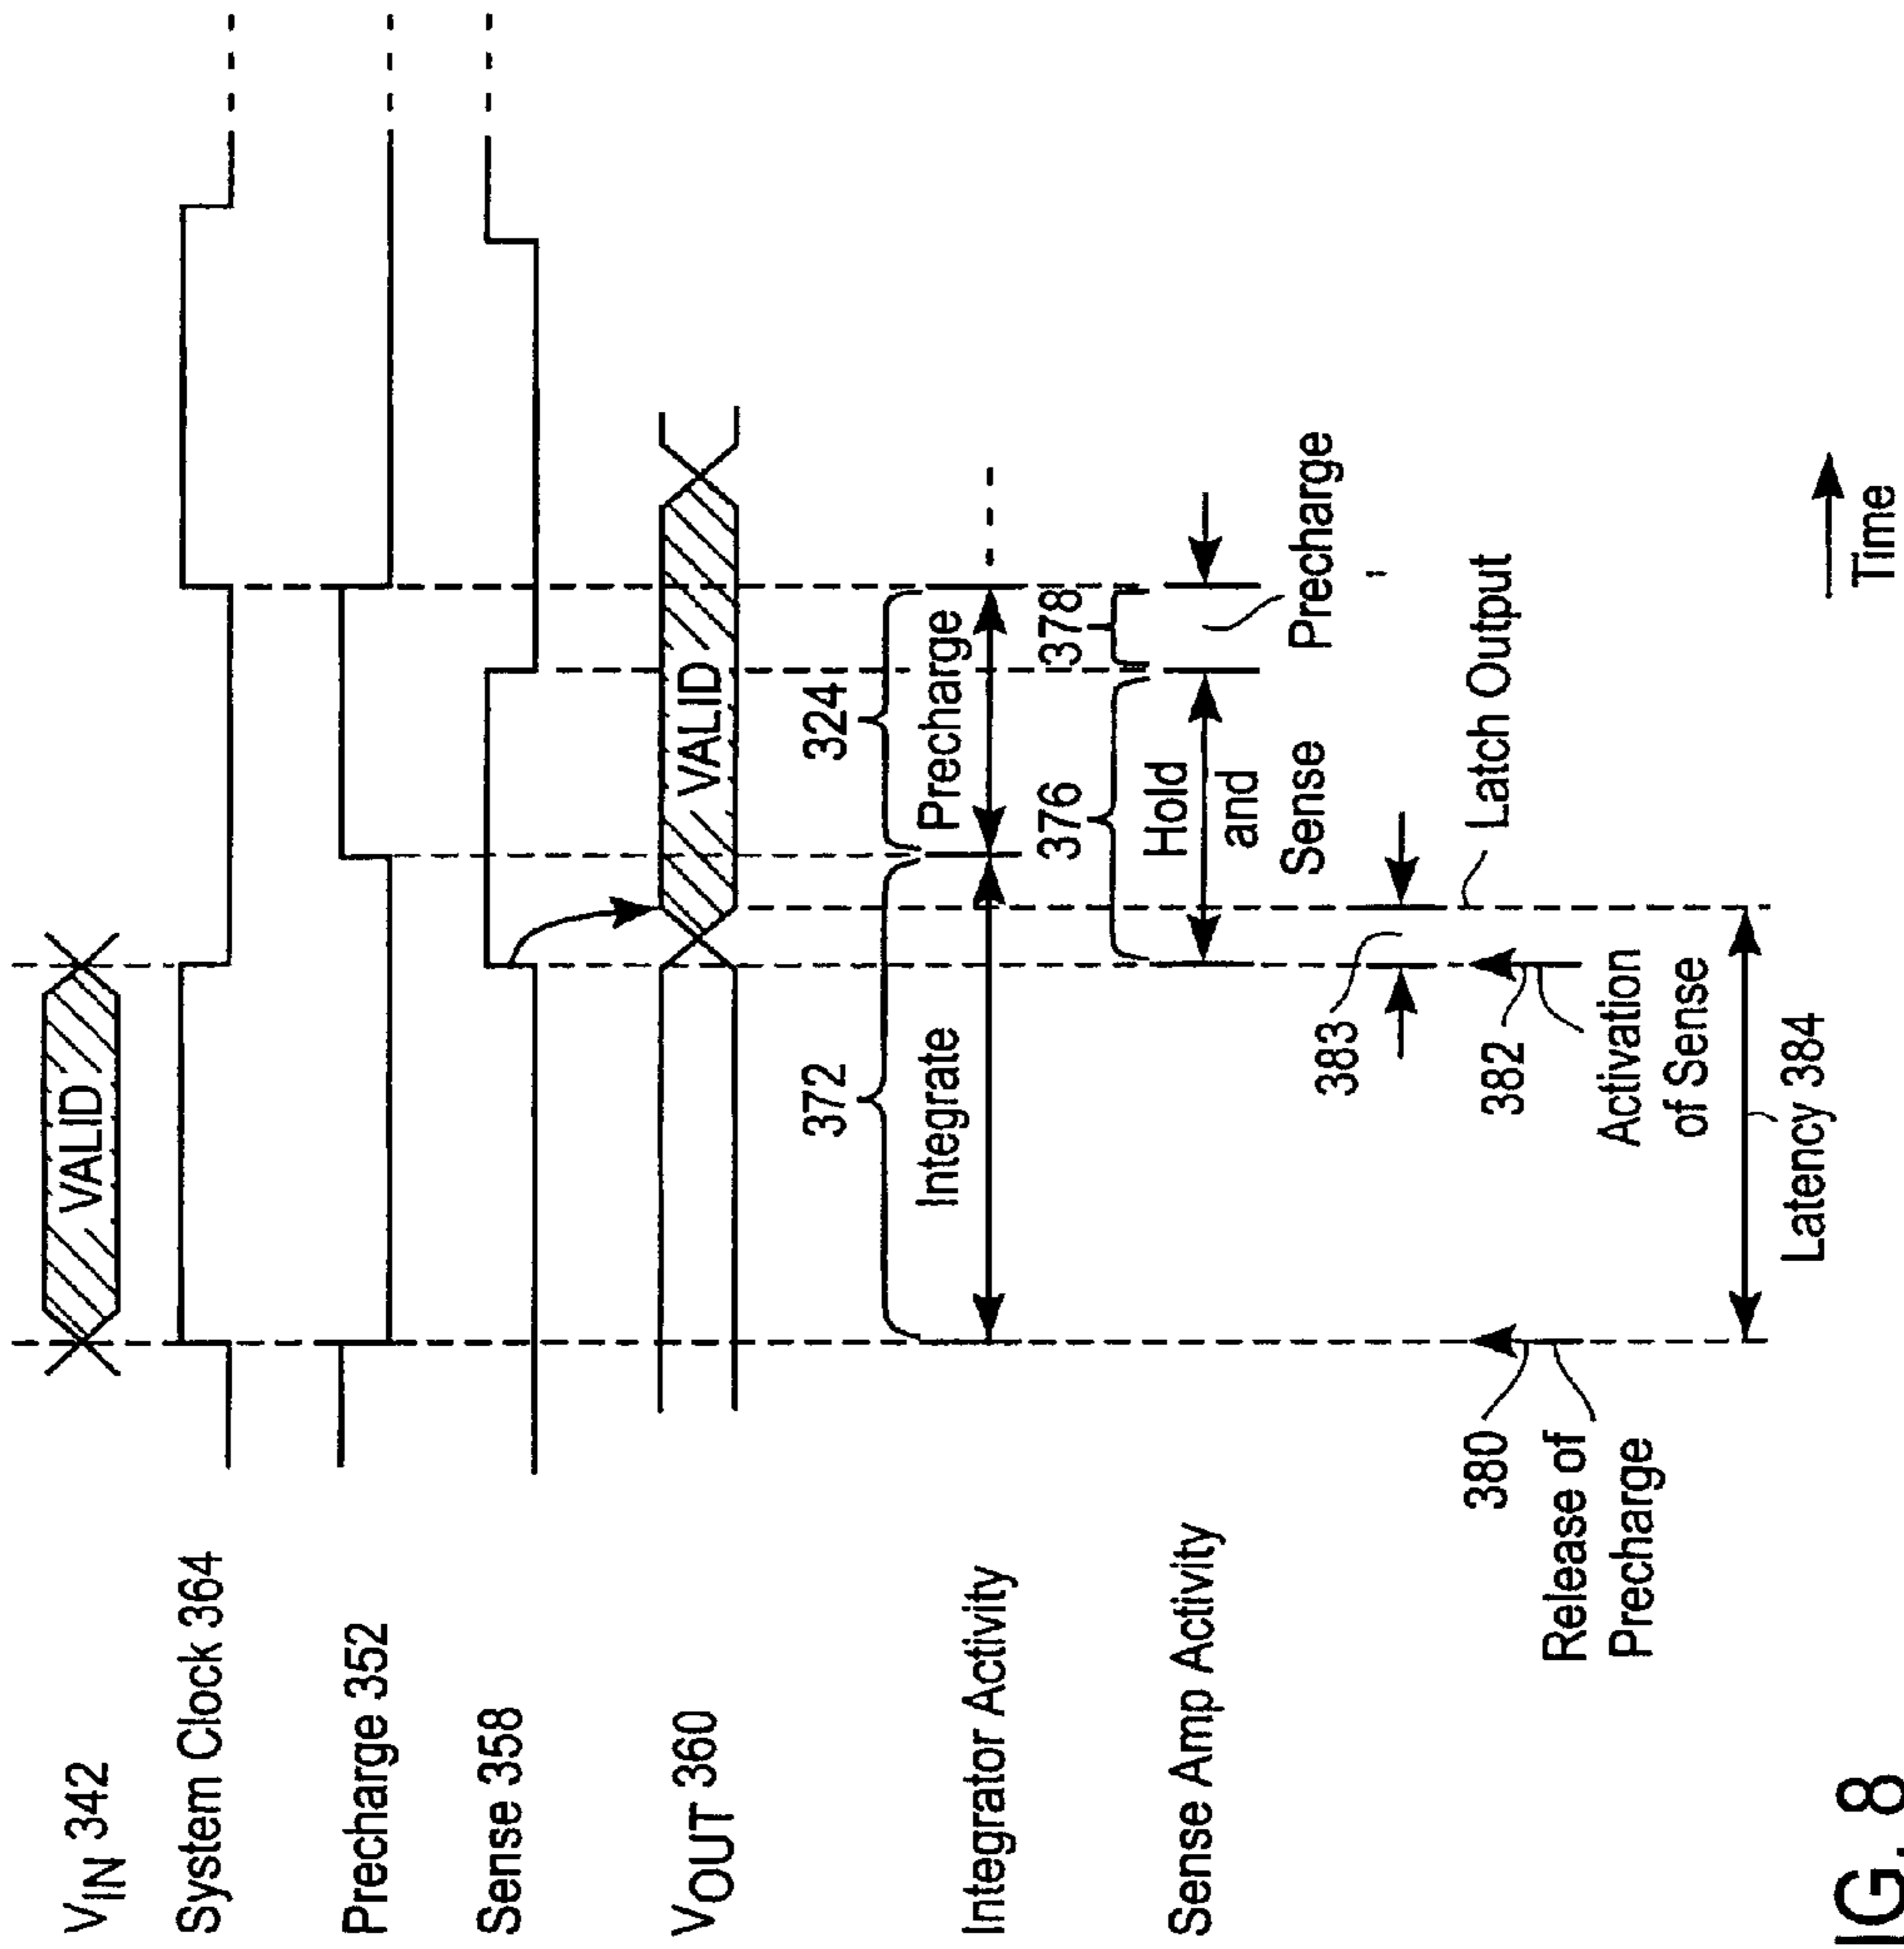 VIN 342
VALID
System Clock 364
Precharge 352
Sense 358
VOUT 360
VALID
372
324
Integrator Activity
Integrate
Precharge
376
378
Sense Amp Activity
Hold
and
Sense
Precharge
383
380
Release of
Precharge
382
Activation
of Sense
Latch Output
Latency 384
Time
IG. 8